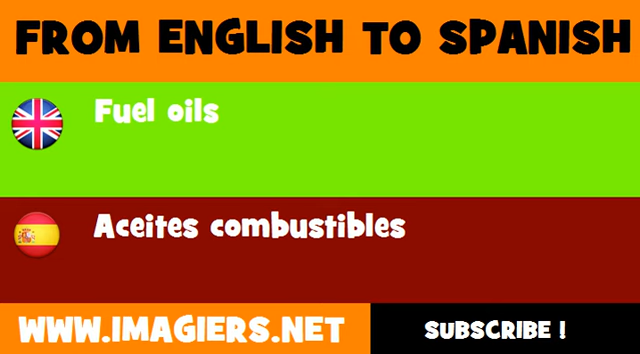 FROM ENGLISH TO SPANISH
Fuel oils
Aceites combustibles
WWW.IMAGIERS.NET
SUBSCRIBE !